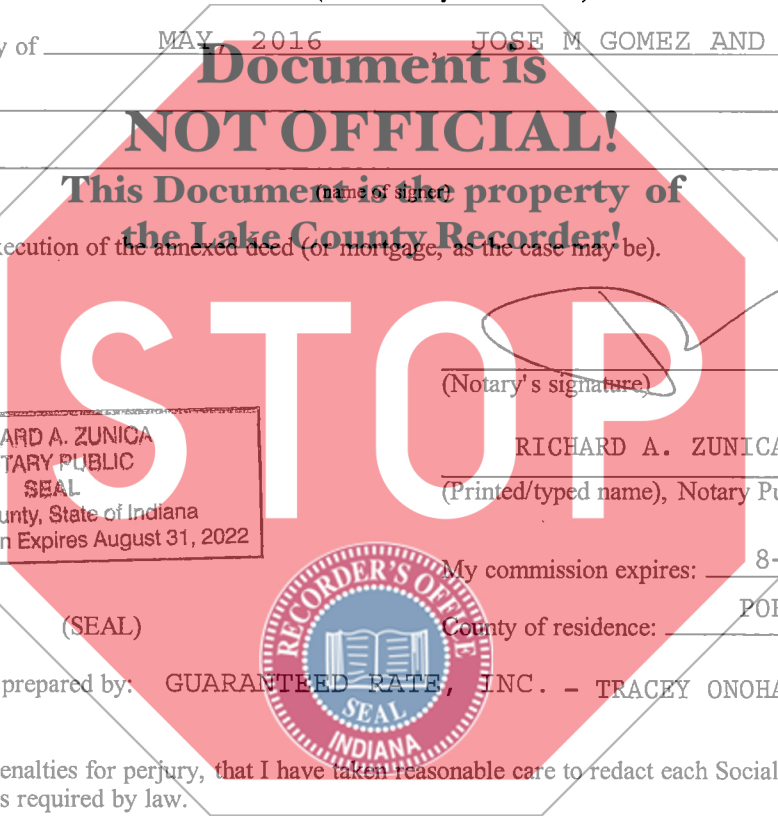 y of MAY, 2016, JOSE M GOMEZ AND
Document is
NOT OFFICIAL!
This Document is the property of
(name of signer)
the Lake County Recorder!
ecution of the annexed deed (or mortgage, as the case may be).
STOP
(Notary's signature)
ARD A. ZUNICA
TARY PUBLIC
SEAL
unty, State of Indiana
n Expires August 31, 2022
RICHARD A. ZUNICA
(Printed/typed name), Notary Pu
My commission expires: 8-
(SEAL)
County of residence: POR
RECORDER'S OFFICE
SEAL
INDIANA
prepared by: GUARANTEED RATE, INC. – TRACEY ONOHA
enalties for perjury, that I have taken reasonable care to redact each Social
s required by law.